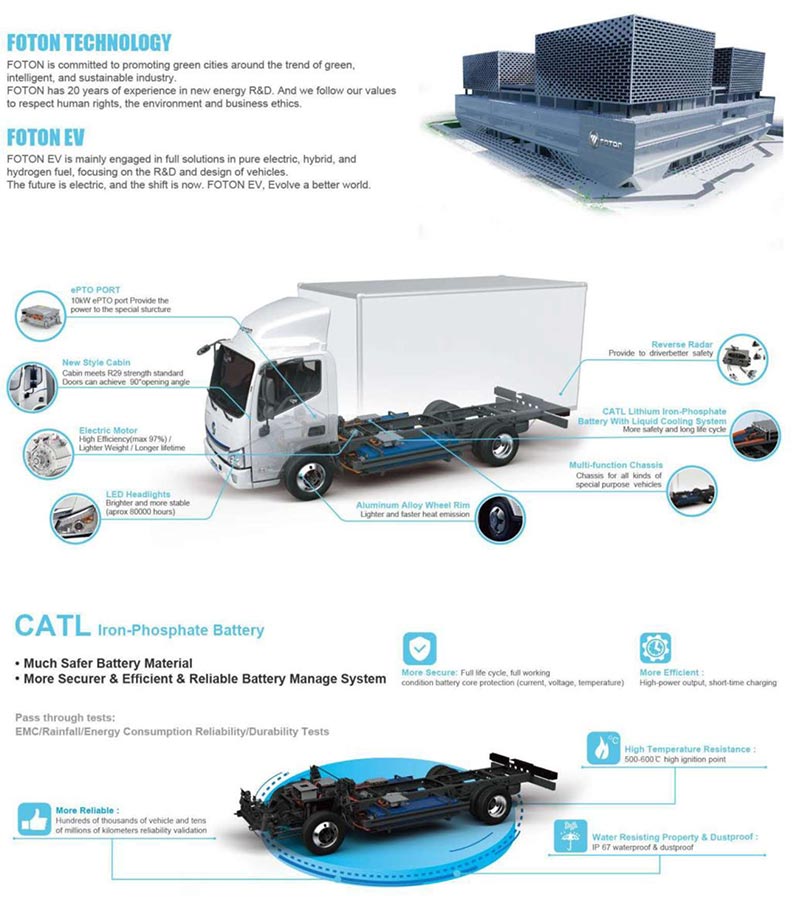 FOTON TECHNOLOGY
FOTON is committed to promoting green cities around the trend of green,
intelligent, and sustainable industry.
FOTON has 20 years of experience in new energy R&D. And we follow our values
to respect human rights, the environment and business ethics.
FOTON
FOTON EV
FOTON EV is mainly engaged in full solutions in pure electric, hybrid, and
hydrogen fuel, focusing on the R&D and design of vehicles.
The future is electric, and the shift is now. FOTON EV, Evolve a better world.
ePTO PORT
10kW ePTO port Provide the
power to the special sturcture
FOTON
New Style Cabin
Cabin meets R29 strength standard
Doors can achieve 90°opening angle
Electric Motor
High Efficiency(max 97%) /
Lighter Weight / Longer lifetime
LED Headlights
Brighter and more stable
(aprox 80000 hours)
Reverse Radar
Provide to driverbetter safety
CATL Lithium Iron-Phosphate
Battery With Liquid Cooling System
More safety and long life cycle
Multi-function Chassis
Chassis for all kinds of
special purpose vehicles
Aluminum Alloy Wheel Rim
Lighter and faster heat emission
CATL Iron-Phosphate Battery
• Much Safer Battery Material
• More Securer & Efficient & Reliable Battery Manage System
More Secure: Full life cycle, full working
condition battery core protection (current, voltage, temperature)
More Efficient :
High-power output, short-time charging
Pass through tests:
EMC/Rainfall/Energy Consumption Reliability/Durability Tests
°C
High Temperature Resistance :
500-600℃ high ignition point
More Reliable :
Hundreds of thousands of vehicle and tens
of millions of kilometers reliability validation
Water Resisting Property & Dustproof :
IP 67 waterproof & dustproof